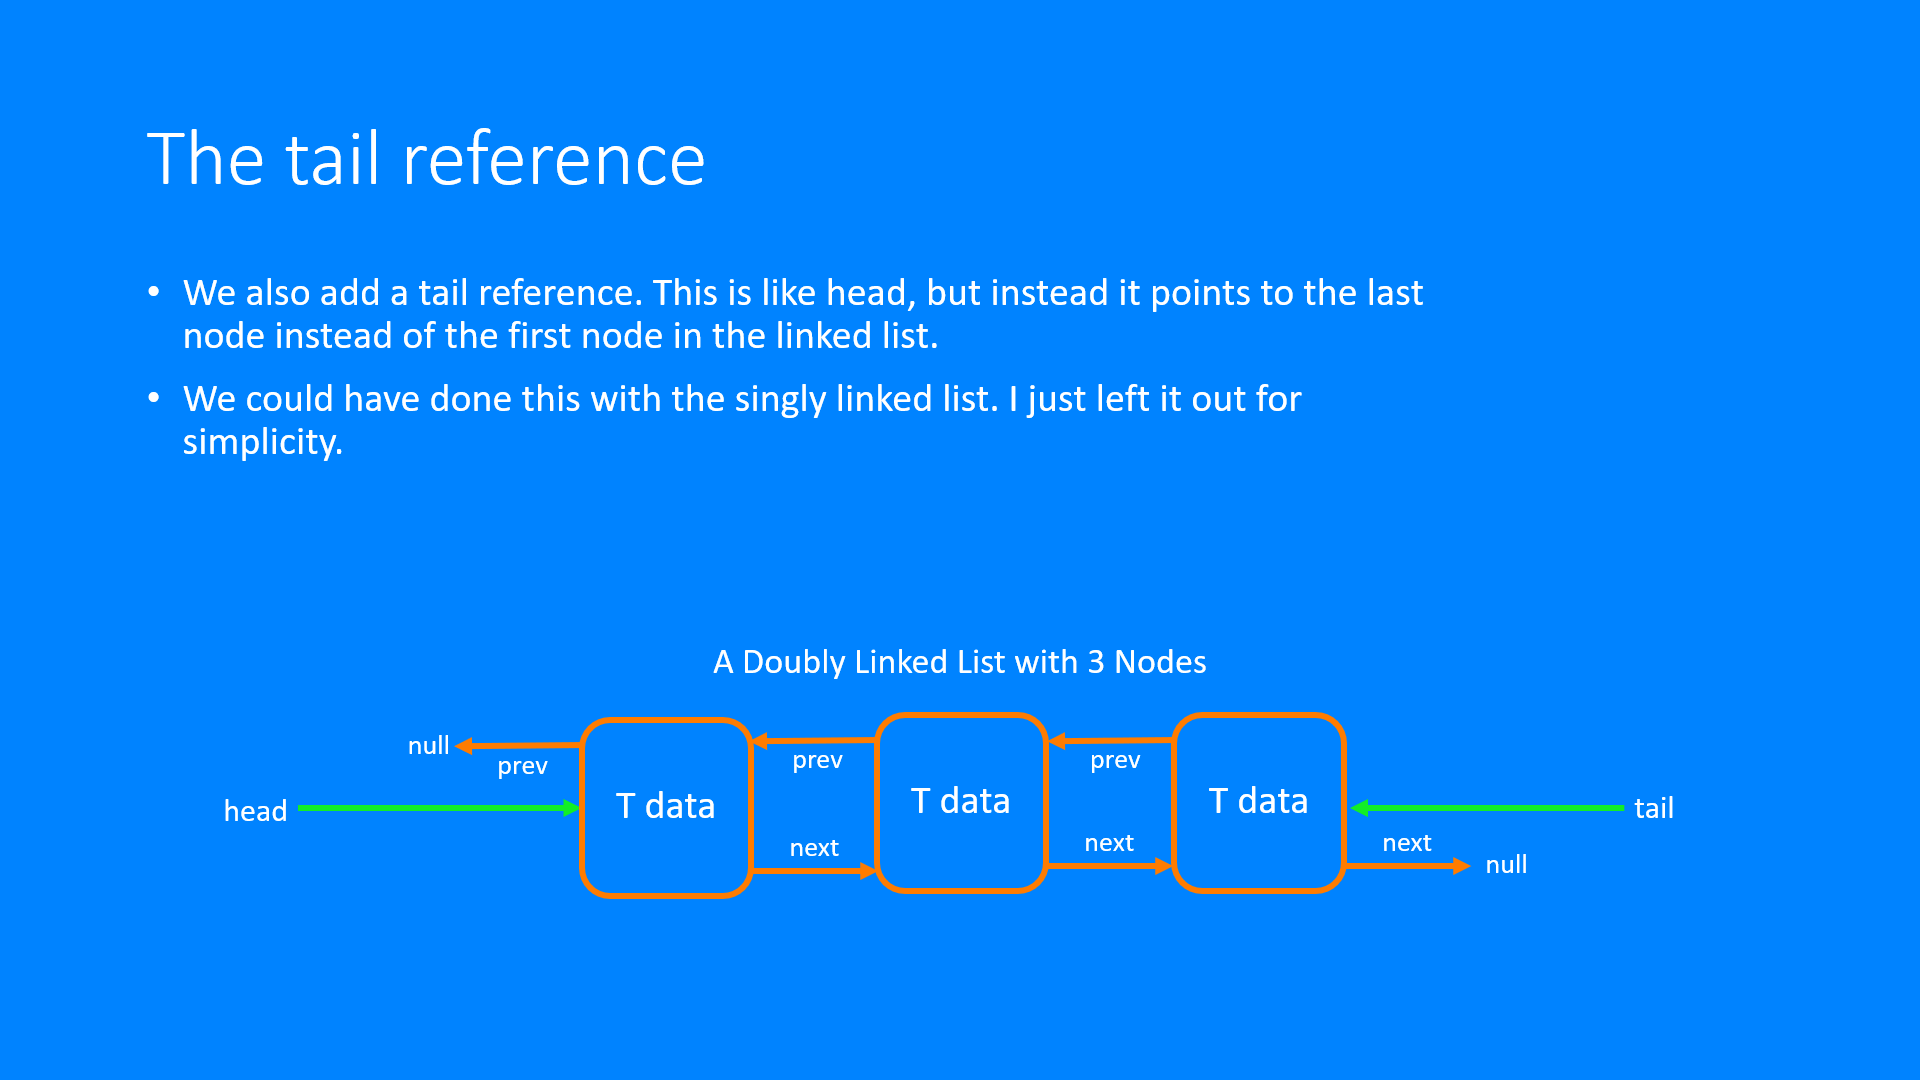 The tail reference
• We also add a tail reference. This is like head, but instead it points to the last
node instead of the first node in the linked list.
• We could have done this with the singly linked list. I just left it out for
simplicity.
A Doubly Linked List with 3 Nodes
null
prev
prev
prev
head
T data
T data
T data
tail
next
next
next
null